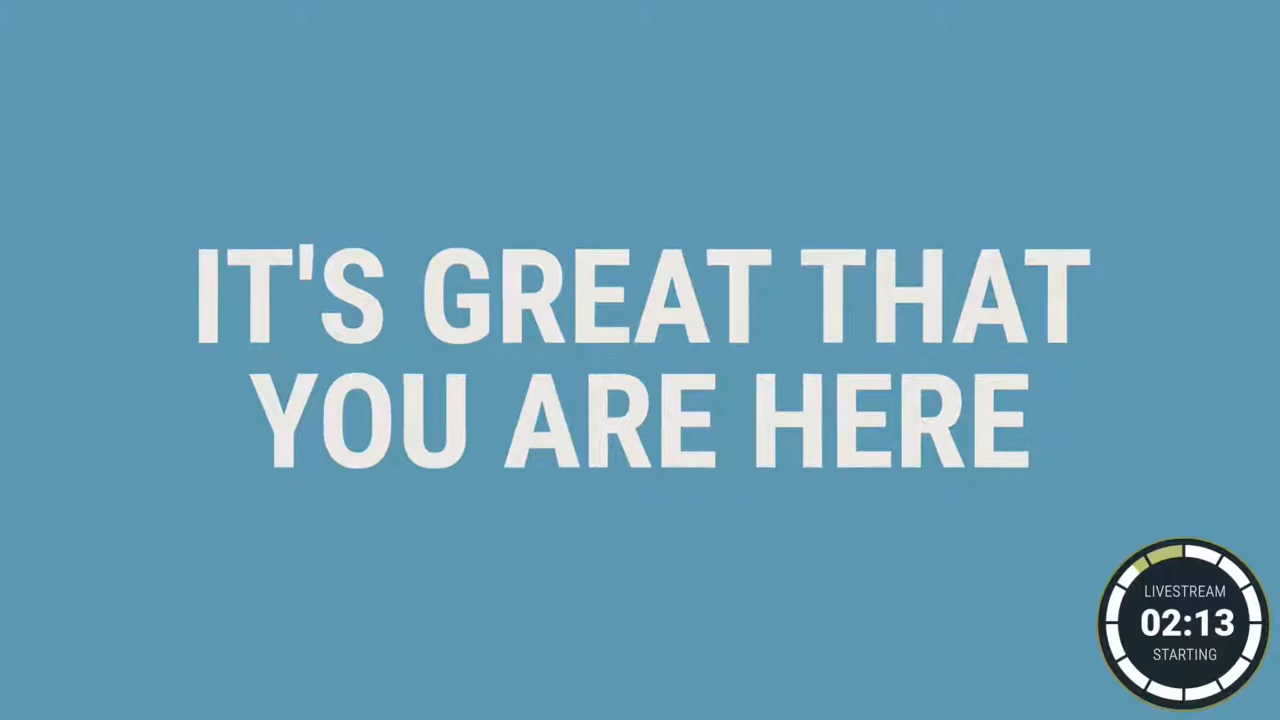 IT'S GREAT THAT
YOU ARE HERE
LIVESTREAM
02:13
STARTING